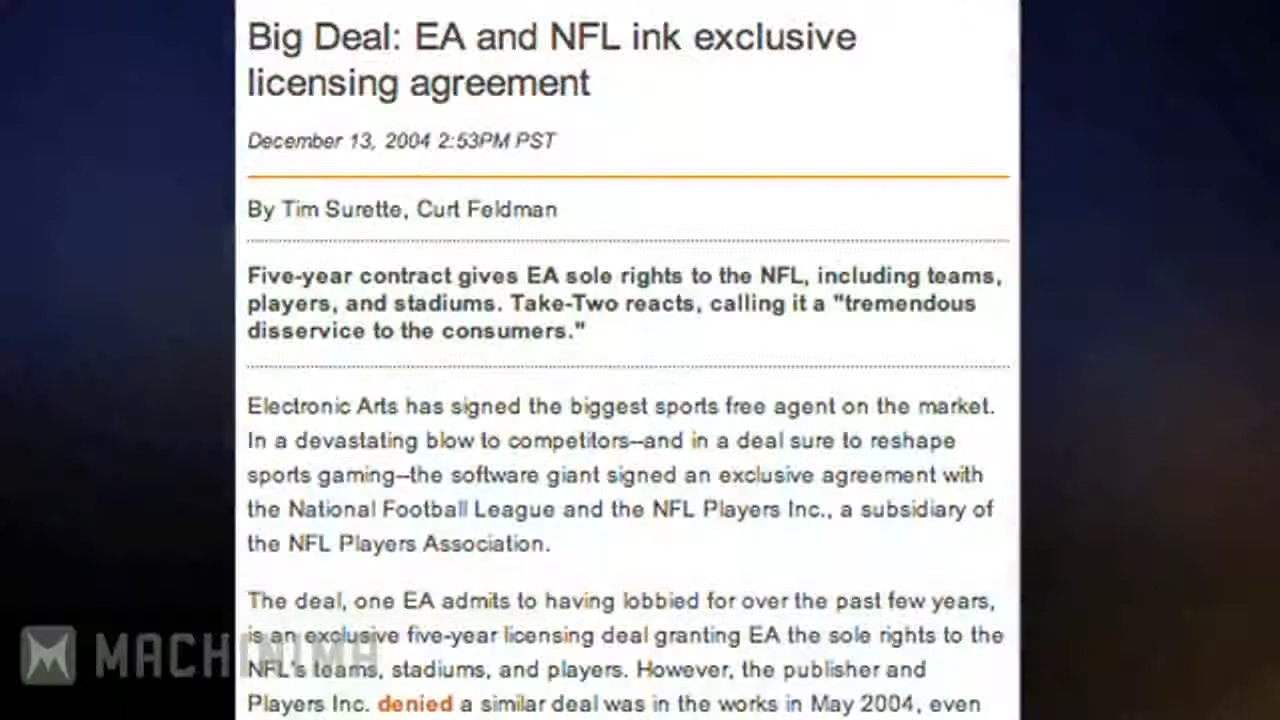 Big Deal: EA and NFL ink exclusive
licensing agreement
December 13, 2004 2:53PM PST
By Tim Surette, Curt Feldman
Five-year contract gives EA sole rights to the NFL, including teams,
players, and stadiums. Take-Two reacts, calling it a "tremendous
disservice to the consumers."
Electronic Arts has signed the biggest sports free agent on the market.
In a devastating blow to competitors--and in a deal sure to reshape
sports gaming--the software giant signed an exclusive agreement with
the National Football League and the NFL Players Inc., a subsidiary of
the NFL Players Association.
The deal, one EA admits to having lobbied for over the past few years,
is an exclusive five-year licensing deal granting EA the sole rights to the
NFL's teams, stadiums, and players. However, the publisher and
Players Inc. denied a similar deal was in the works in May 2004, even
MACHINIMA